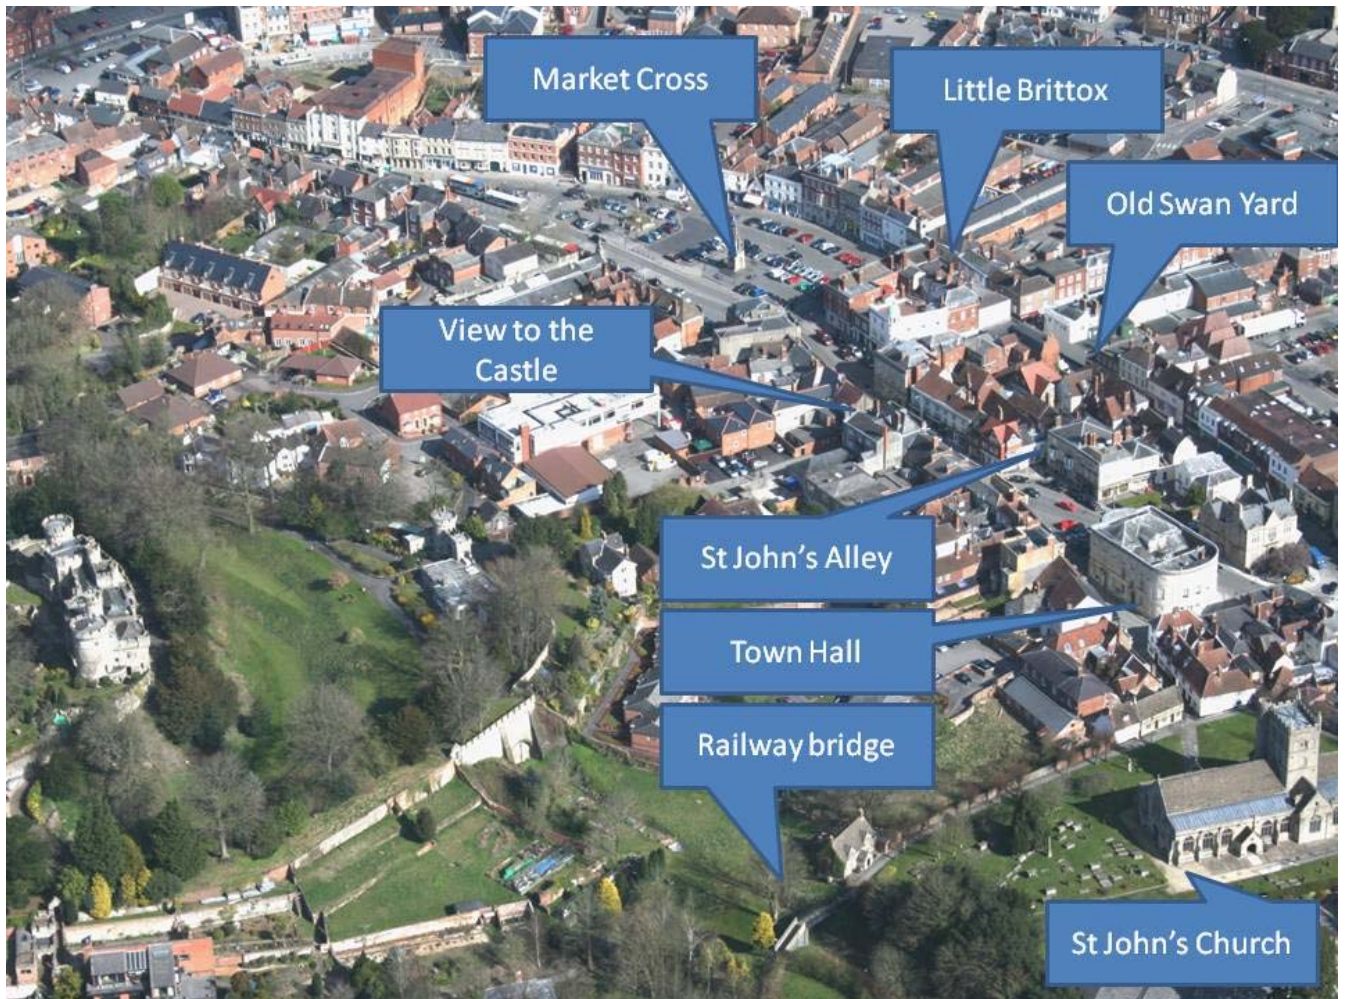 Market Cross
Little Brittox
Old Swan Yard
View to the
Castle
St John's Alley
Town Hall
Railway bridge
St John's Church